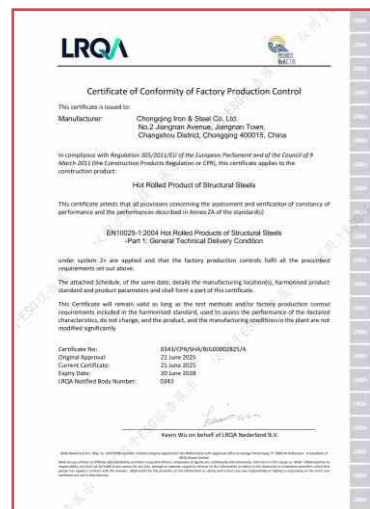 LRQA
Certificate of Conformity of Factory Production Control
This certificate is issued to:
Manufacturer: Chongqing Iron & Steel Co. Ltd.
No.2 Jiangnan Avenue, Jiangnan Town,
Changshou District, Chongqing 400015, China
In compliance with Regulation 305/2011/EU of the European Parliament and of the Council of 9
March 2011 (the Construction Products Regulation or CPR), this certificate applies to the
construction product:
Hot Rolled Product of Structural Steels
This certificate attests that all provisions concerning the assessment and verification of constancy of
performance and the performances described in Annex ZA of the standard(s)
EN10025-1:2004 Hot Rolled Products of Structural Steels
-Part 1: General Technical Delivery Condition
under system 2+ are applied and that the factory production controls fulfil all the prescribed
requirements set out above.
The attached Schedule, of the same date, details the manufacturing location(s), harmonised product
standard and product parameters and shall form a part of this certificate.
This Certificate will remain valid as long as the test methods and/or factory production control
requirements included in the harmonised standard, used to assess the performance of the declared
characteristics, do not change, and the product, and the manufacturing conditions in the plant are not
modified significantly.
Certificate No:
Original Approval: 21 June 2025
Current Certificate: 21 June 2025
Expiry Date: 20 June 2028
LRQA Notified Body Number: 0343
Keen Wu on behalf of LRQA Nederland B.V.